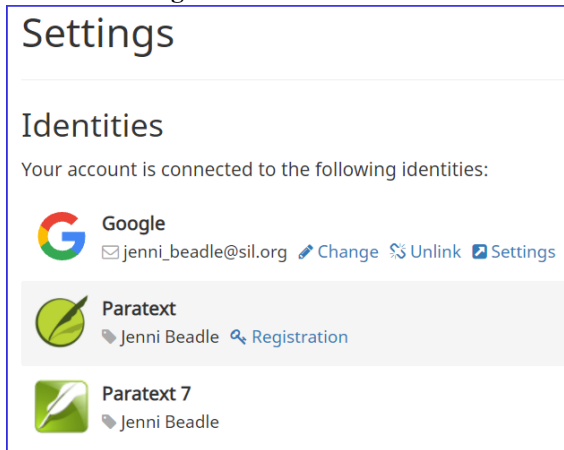 Settings
Identities
Your account is connected to the following identities:
Google
jenni_beadle@sil.org Change Unlink Settings
Paratext
Jenni Beadle Registration
Paratext 7
Jenni Beadle